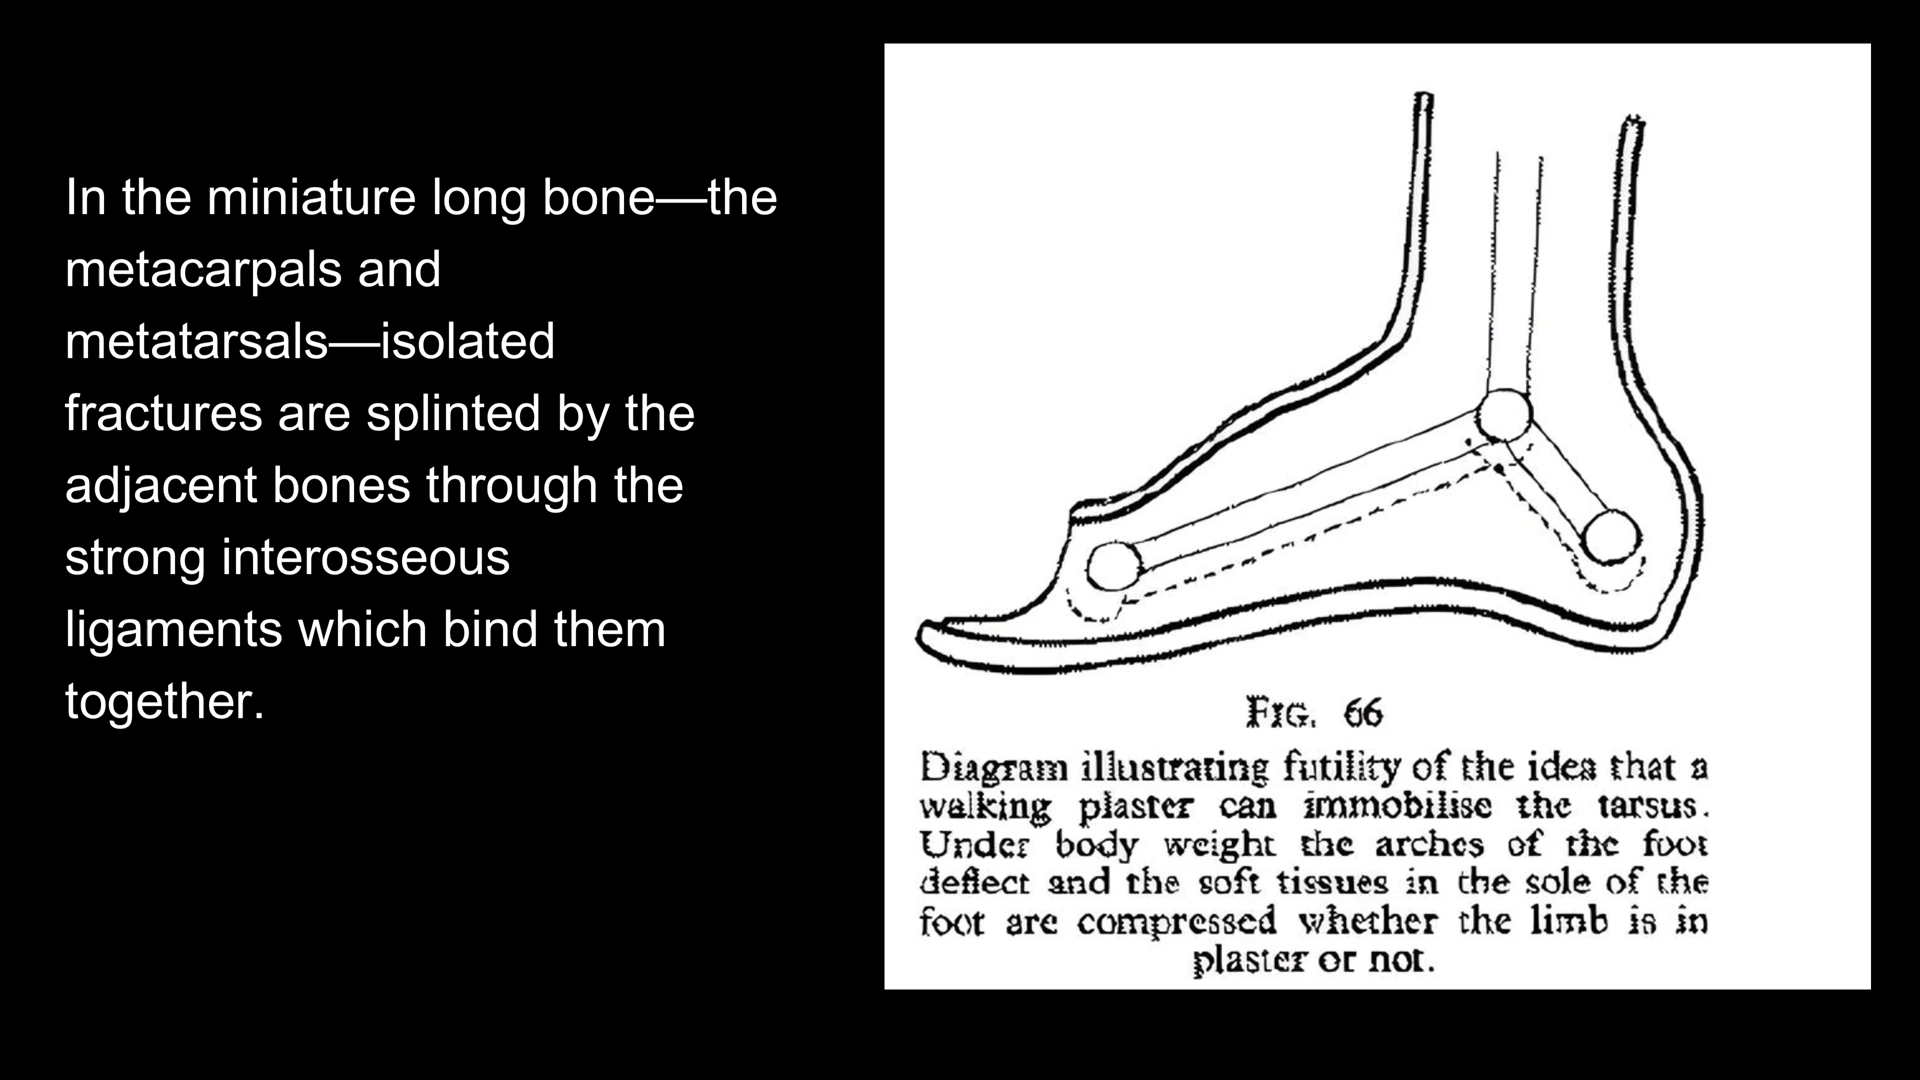 In the miniature long bone—the
metacarpals and
metatarsals—isolated
fractures are splinted by the
adjacent bones through the
strong interosseous
ligaments which bind them
together.
FIG. 66
Diagram illustrating futility of the idea that a
walking plaster can immobilise the tarsus.
Under body weight the arches of the foot
deflect and the soft tissues in the sole of the
foot are compressed whether the limb is in
plaster or not.